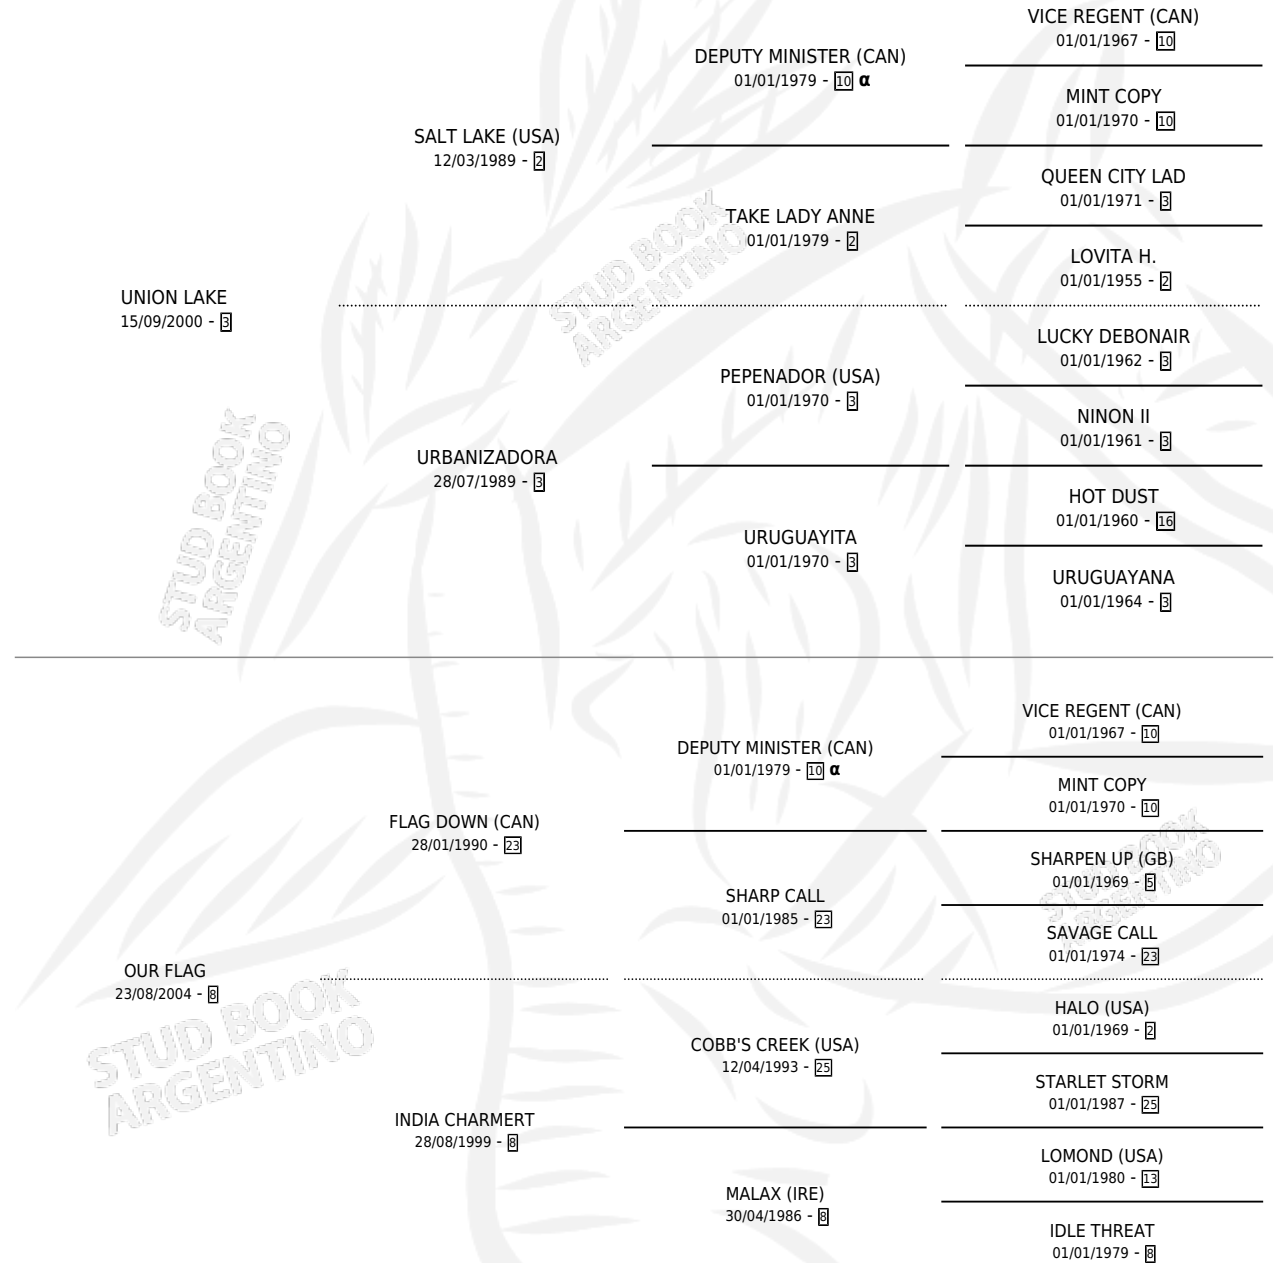 VICE REGENT (CAN)
01/01/1967 - 10
DEPUTY MINISTER (CAN)
01/01/1979 - 10 α
MINT COPY
01/01/1970 - 10
SALT LAKE (USA)
12/03/1989 - 2
QUEEN CITY LAD
01/01/1971 - 3
TAKE LADY ANNE
01/01/1979 - 2
LOVITA H.
01/01/1955 - 2
UNION LAKE
15/09/2000 - 3
LUCKY DEBONAIR
01/01/1962 - 3
PEPENADOR (USA)
01/01/1970 - 3
NINON II
01/01/1961 - 3
URBANIZADORA
28/07/1989 - 3
HOT DUST
01/01/1960 - 16
URUGUAYITA
01/01/1970 - 3
URUGUAYANA
01/01/1964 - 3
STUD BOOK
ARGENTINO
STUD BOOK
ARGENTINO
VICE REGENT (CAN)
01/01/1967 - 10
DEPUTY MINISTER (CAN)
01/01/1979 - 10 α
MINT COPY
01/01/1970 - 10
FLAG DOWN (CAN)
28/01/1990 - 23
SHARPEN UP (GB)
01/01/1969 - 5
SHARP CALL
01/01/1985 - 23
SAVAGE CALL
01/01/1974 - 23
OUR FLAG
23/08/2004 - 8
HALO (USA)
01/01/1969 - 2
COBB'S CREEK (USA)
12/04/1993 - 25
STARLET STORM
01/01/1987 - 25
INDIA CHARMERT
28/08/1999 - 8
LOMOND (USA)
01/01/1980 - 13
MALAX (IRE)
30/04/1986 - 8
IDLE THREAT
01/01/1979 - 8
STUD BOOK
ARGENTINO
STUD BOOK
ARGENTINO